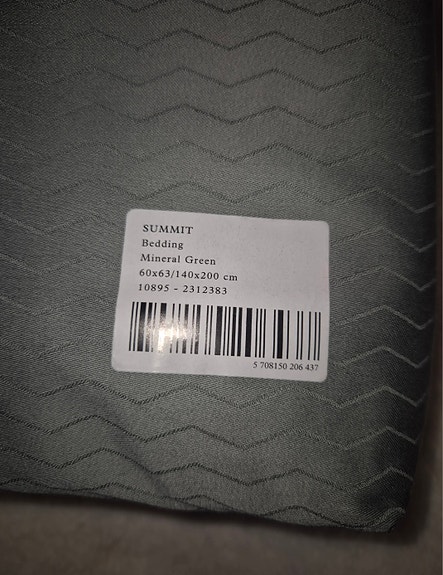 SUMMIT
Bedding
Mineral Green
60x63/140x200 cm
10895 - 2312383
5 708150 206 437